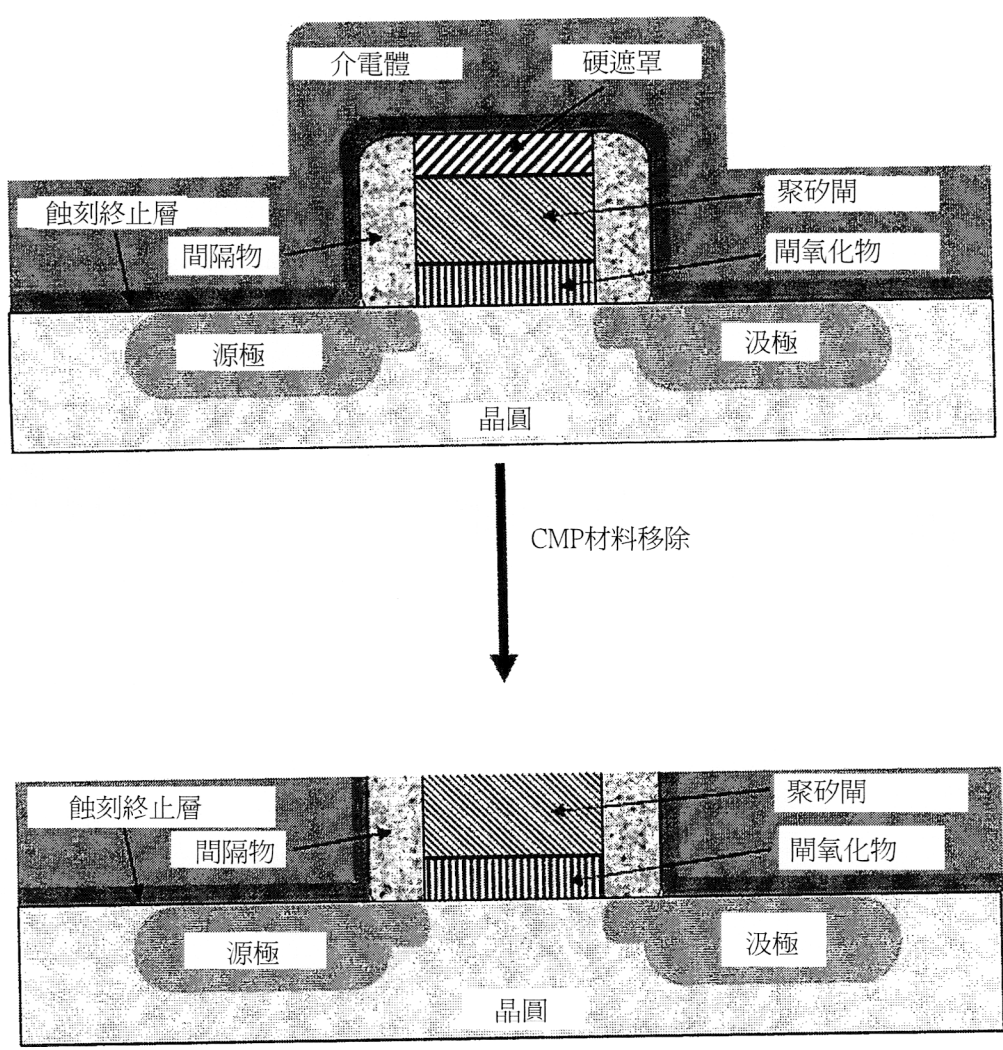 介電體
硬遮罩
聚矽閘
蝕刻終止層
間隔物
閘氧化物
源極
汲極
晶圓
CMP材料移除
聚矽閘
蝕刻終止層
間隔物
閘氧化物
源極
汲極
晶圓